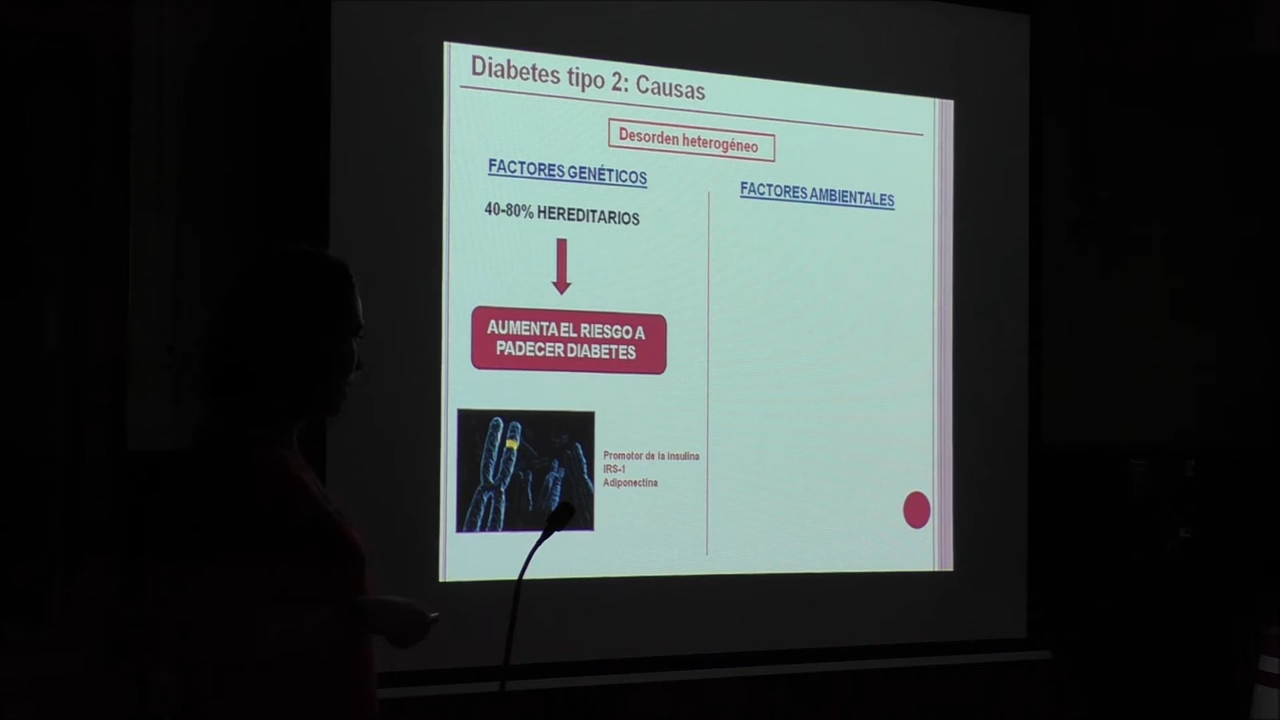 Diabetes tipo 2: Causas
Desorden heterogéneo
FACTORES GENÉTICOS
40-80% HEREDITARIOS
AUMENTA EL RIESGO A
PADECER DIABETES
Promotor de la insulina
IRS-1
Adiponectina
FACTORES AMBIENTALES